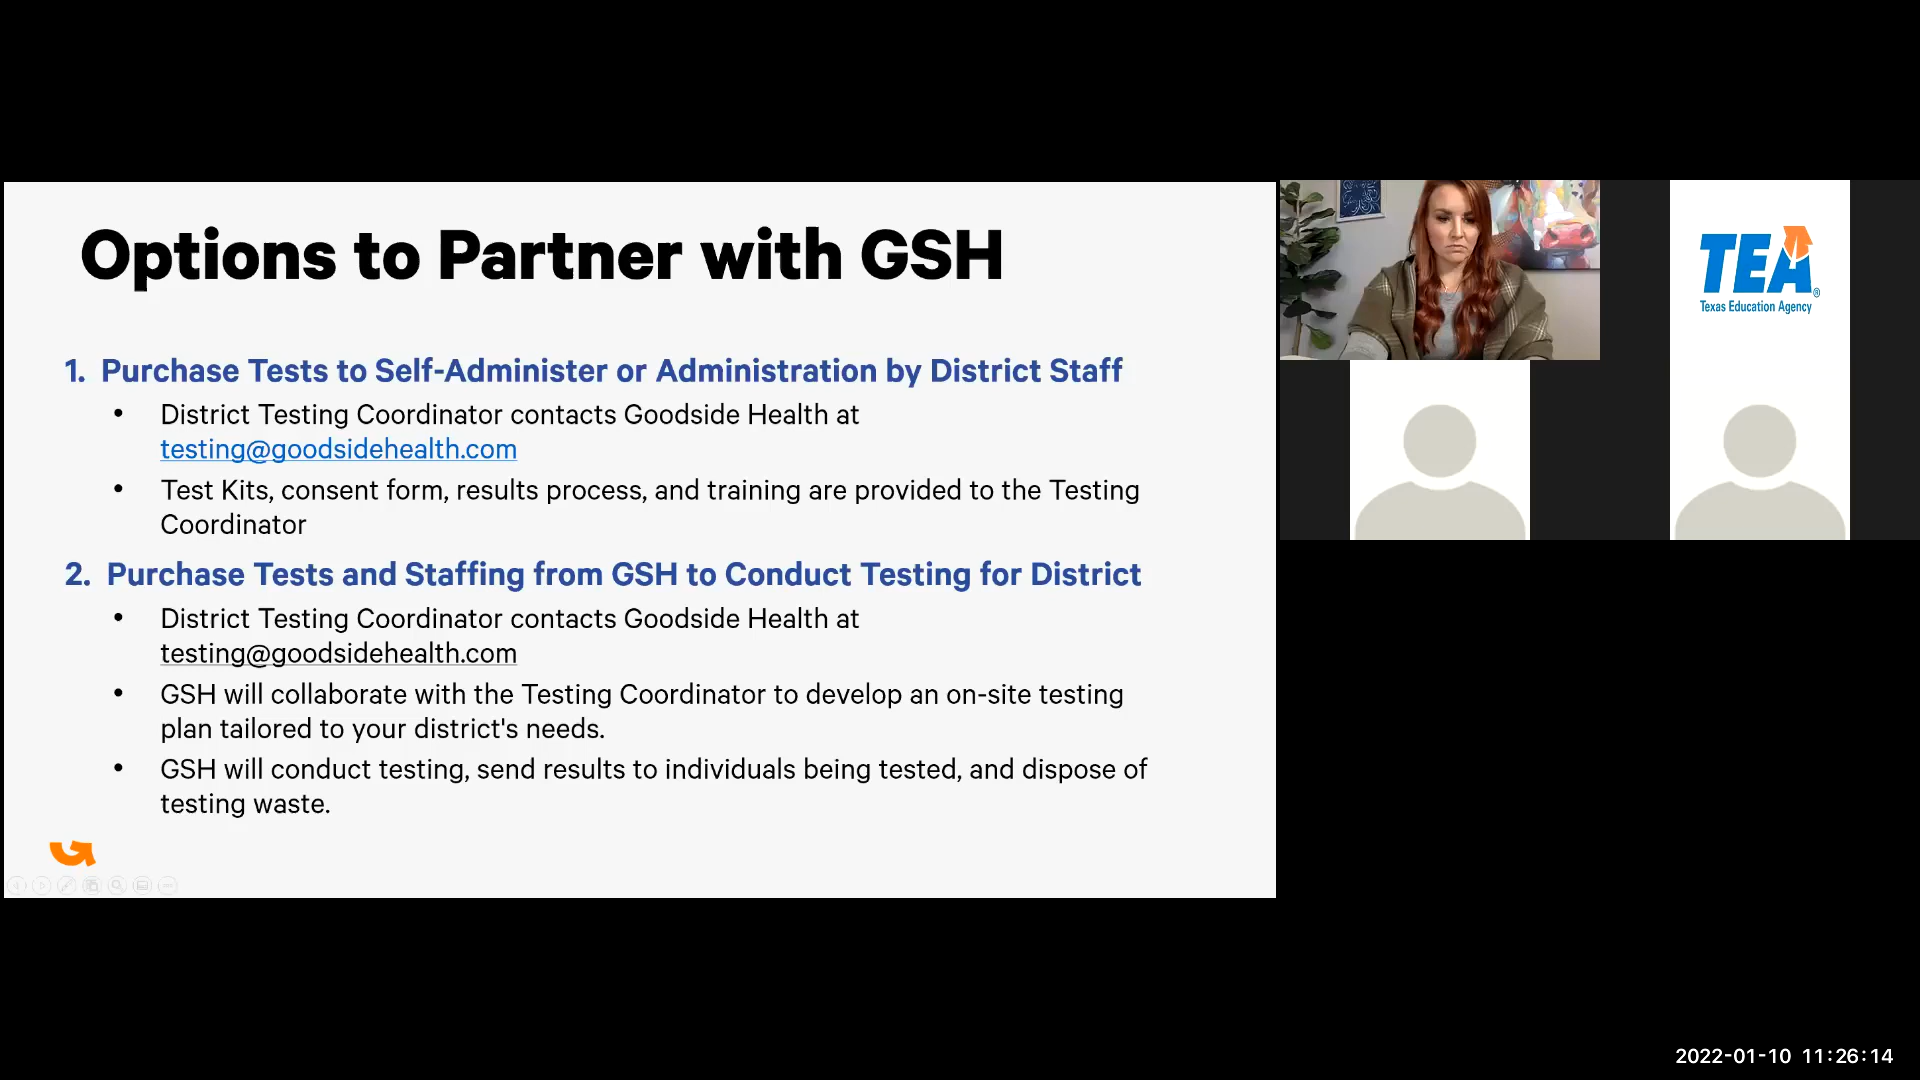 Options to Partner with GSH
1. Purchase Tests to Self-Administer or Administration by District Staff
• District Testing Coordinator contacts Goodside Health at
testing@goodsidehealth.com
• Test Kits, consent form, results process, and training are provided to the Testing
Coordinator
2. Purchase Tests and Staffing from GSH to Conduct Testing for District
• District Testing Coordinator contacts Goodside Health at
testing@goodsidehealth.com
• GSH will collaborate with the Testing Coordinator to develop an on-site testing
plan tailored to your district's needs.
• GSH will conduct testing, send results to individuals being tested, and dispose of
testing waste.
TEA®
Texas Education Agency
2022-01-10 11:26:14